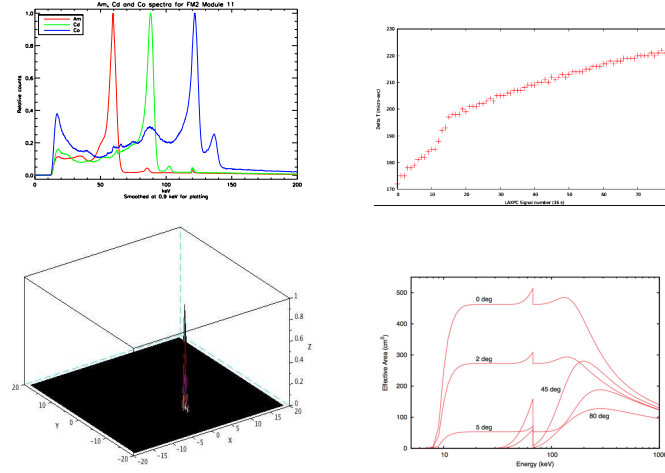 Am, Cd and Co spectra for FM2 Module 11
Am
Cd
Co
Relative counts
1.0
0.8
0.6
0.4
0.2
0.0
0 50 100 150 200
keV
Smoothed at 0.9 keV for plotting
Delta T (micro-sec)
230
220
210
200
190
180
170
0 10 20 30 40 50 60 70
LAXPC Signal number (16 s)
Z
1
0.8
0.6
0.4
0.2
0
20
10
0
-10
-20
Y
-20 -15 -10 -5 0 5 10 15 20
X
Effective Area (cm2)
500
400
300
200
100
0
0 deg
2 deg
45 deg
5 deg
80 deg
10 100 1000
Energy (keV)